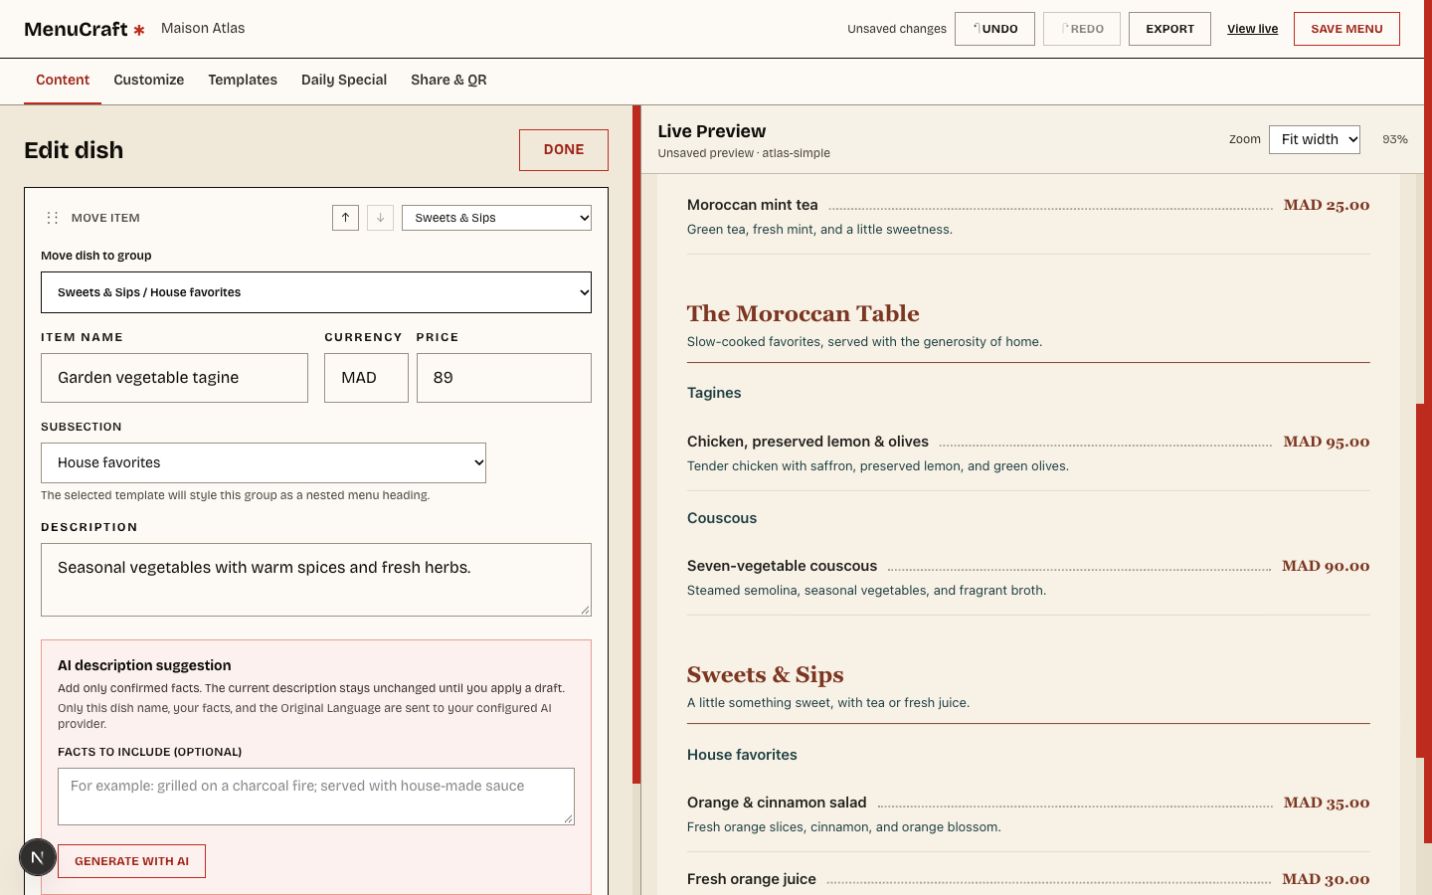 MenuCraft * Maison Atlas
Unsaved changes UNDO REDO EXPORT View live SAVE MENU
Content Customize Templates Daily Special Share & QR
Edit dish DONE
MOVE ITEM ↑ ↓ Sweets & Sips
Move dish to group
Sweets & Sips / House favorites
ITEM NAME CURRENCY PRICE
Garden vegetable tagine MAD 89
SUBSECTION
House favorites
The selected template will style this group as a nested menu heading.
DESCRIPTION
Seasonal vegetables with warm spices and fresh herbs.
AI description suggestion
Add only confirmed facts. The current description stays unchanged until you apply a draft.
Only this dish name, your facts, and the Original Language are sent to your configured AI
provider.
FACTS TO INCLUDE (OPTIONAL)
For example: grilled on a charcoal fire; served with house-made sauce
N
GENERATE WITH AI
Live Preview
Unsaved preview · atlas-simple
Zoom Fit width 93%
Moroccan mint tea MAD 25.00
Green tea, fresh mint, and a little sweetness.
The Moroccan Table
Slow-cooked favorites, served with the generosity of home.
Tagines
Chicken, preserved lemon & olives MAD 95.00
Tender chicken with saffron, preserved lemon, and green olives.
Couscous
Seven-vegetable couscous MAD 90.00
Steamed semolina, seasonal vegetables, and fragrant broth.
Sweets & Sips
A little something sweet, with tea or fresh juice.
House favorites
Orange & cinnamon salad MAD 35.00
Fresh orange slices, cinnamon, and orange blossom.
Fresh orange juice MAD 30.00